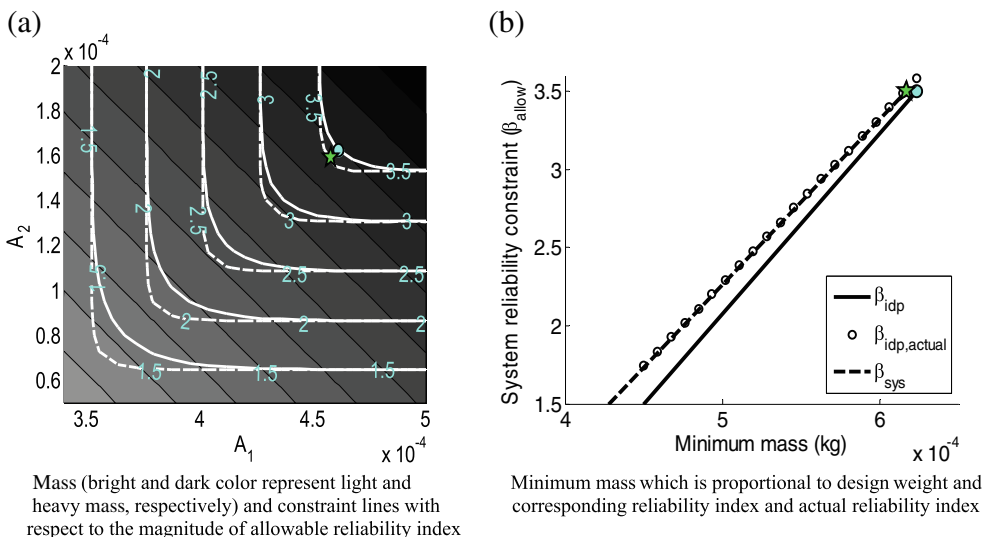 (a)
x 10⁻⁴
2
1.8
1.6
1.4
1.2
1
0.8
0.6
A₂
3.5
4
4.5
5
x 10⁻⁴
A₁
1.5
2
2.5
3
3.5
1.5
2
2.5
3
3.5
3
2.5
2.5
2
2
2
1.5
1.5
1.5
Mass (bright and dark color represent light and
heavy mass, respectively) and constraint lines with
respect to the magnitude of allowable reliability index
(b)
System reliability constraint (β_allow)
3.5
3
2.5
2
1.5
4
5
6
x 10⁻⁴
Minimum mass (kg)
β_idp
β_idp,actual
β_sys
Minimum mass which is proportional to design weight and
corresponding reliability index and actual reliability index